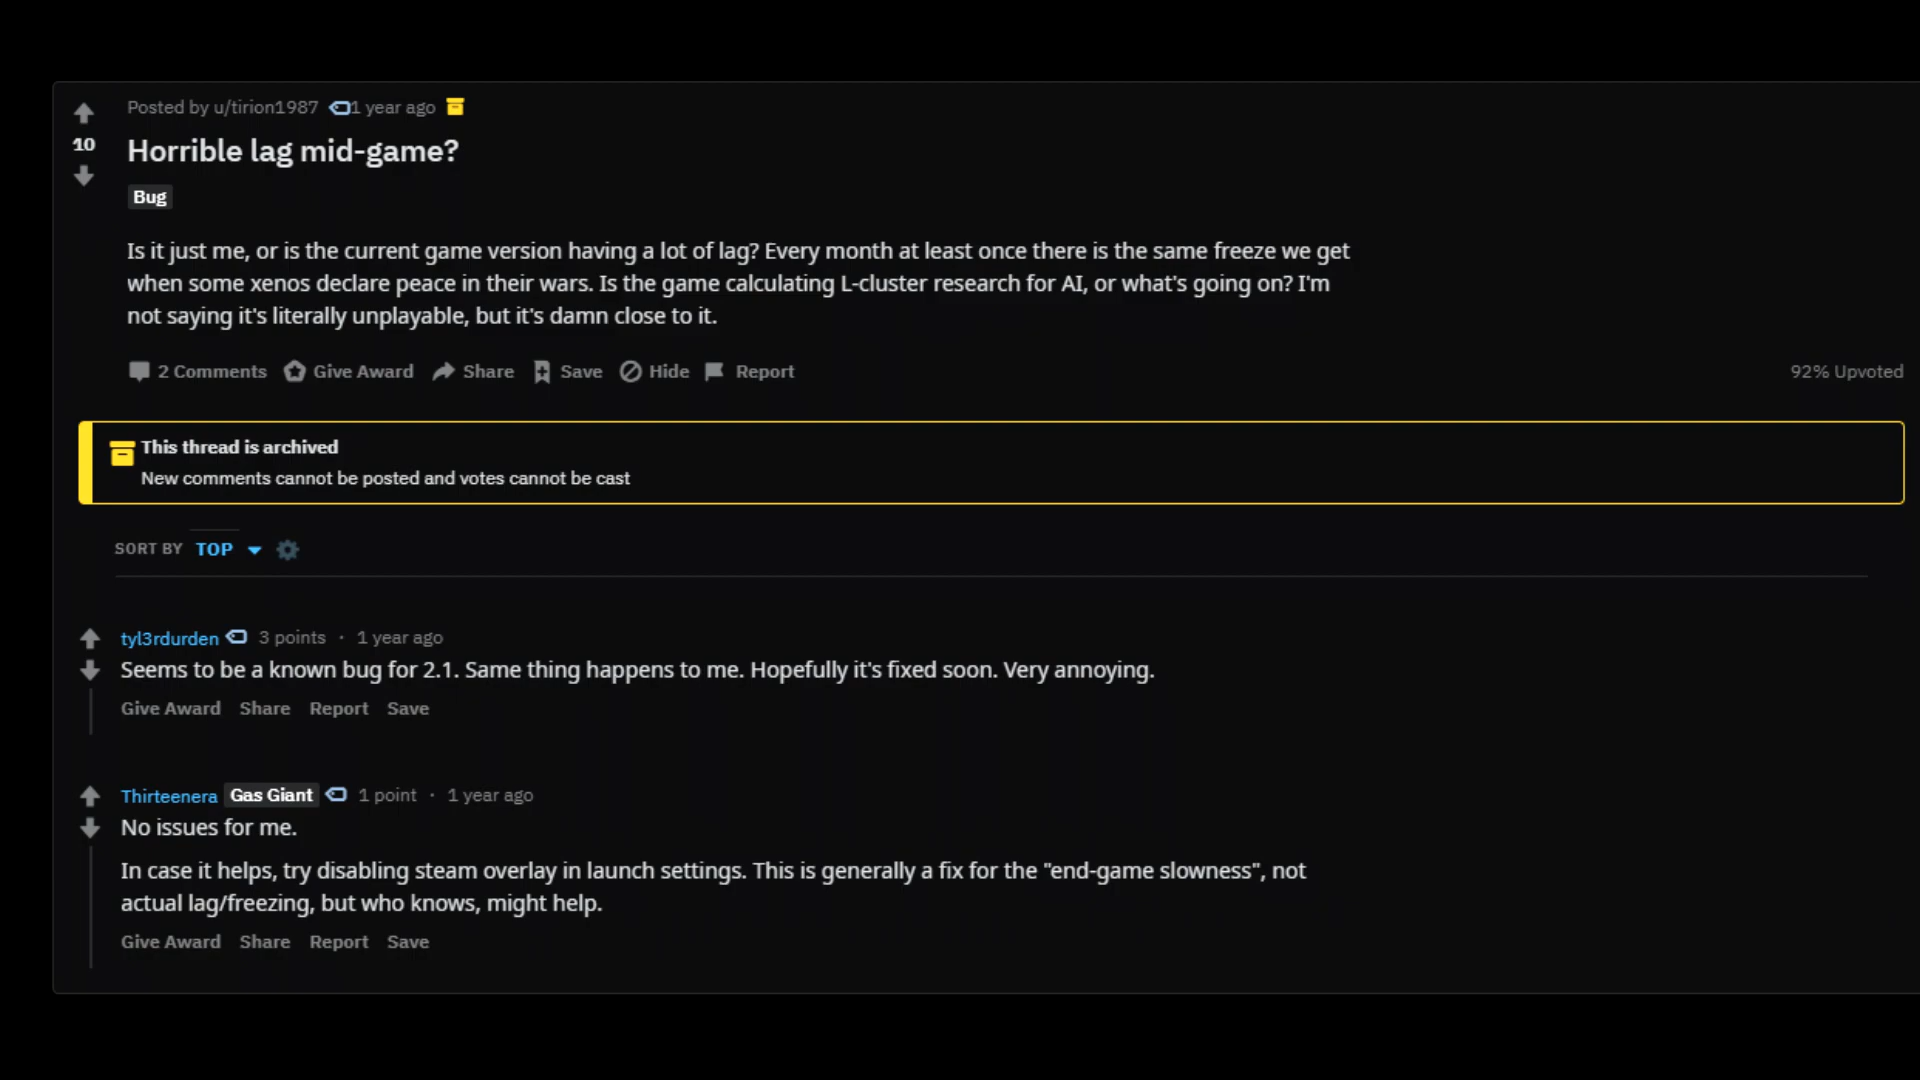 Posted by u/tirion1987 1 year ago
10
Horrible lag mid-game?
Bug
Is it just me, or is the current game version having a lot of lag? Every month at least once there is the same freeze we get
when some xenos declare peace in their wars. Is the game calculating L-cluster research for AI, or what's going on? I'm
not saying it's literally unplayable, but it's damn close to it.
2 Comments Give Award Share Save Hide Report 92% Upvoted
This thread is archived
New comments cannot be posted and votes cannot be cast
SORT BY TOP
tyl3rdurden 3 points · 1 year ago
Seems to be a known bug for 2.1. Same thing happens to me. Hopefully it's fixed soon. Very annoying.
Give Award Share Report Save
Thirteenera Gas Giant 1 point · 1 year ago
No issues for me.
In case it helps, try disabling steam overlay in launch settings. This is generally a fix for the "end-game slowness", not
actual lag/freezing, but who knows, might help.
Give Award Share Report Save